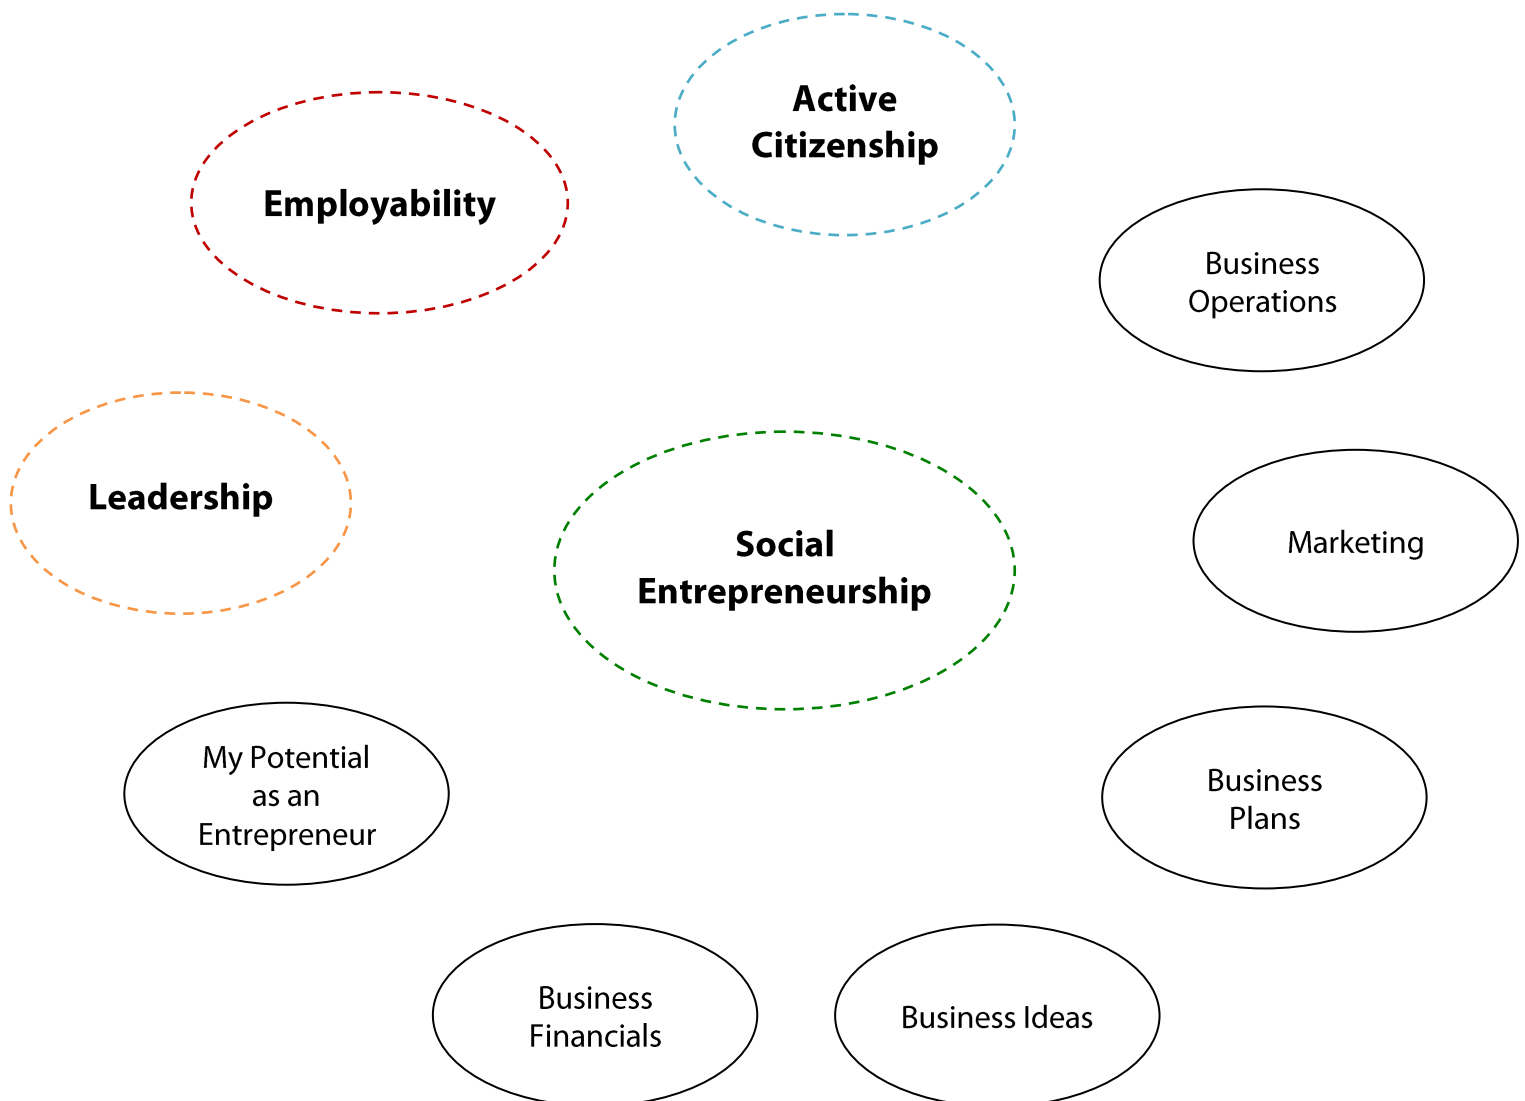 Active
Citizenship
Employability
Business
Operations
Leadership
Social
Entrepreneurship
Marketing
My Potential
as an
Entrepreneur
Business
Plans
Business
Financials
Business Ideas